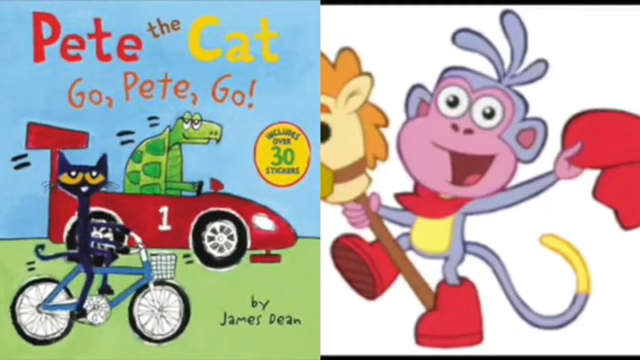 Pete the Cat
Go, Pete, Go!
INCLUDES
OVER
30
STICKERS
1
by
James Dean